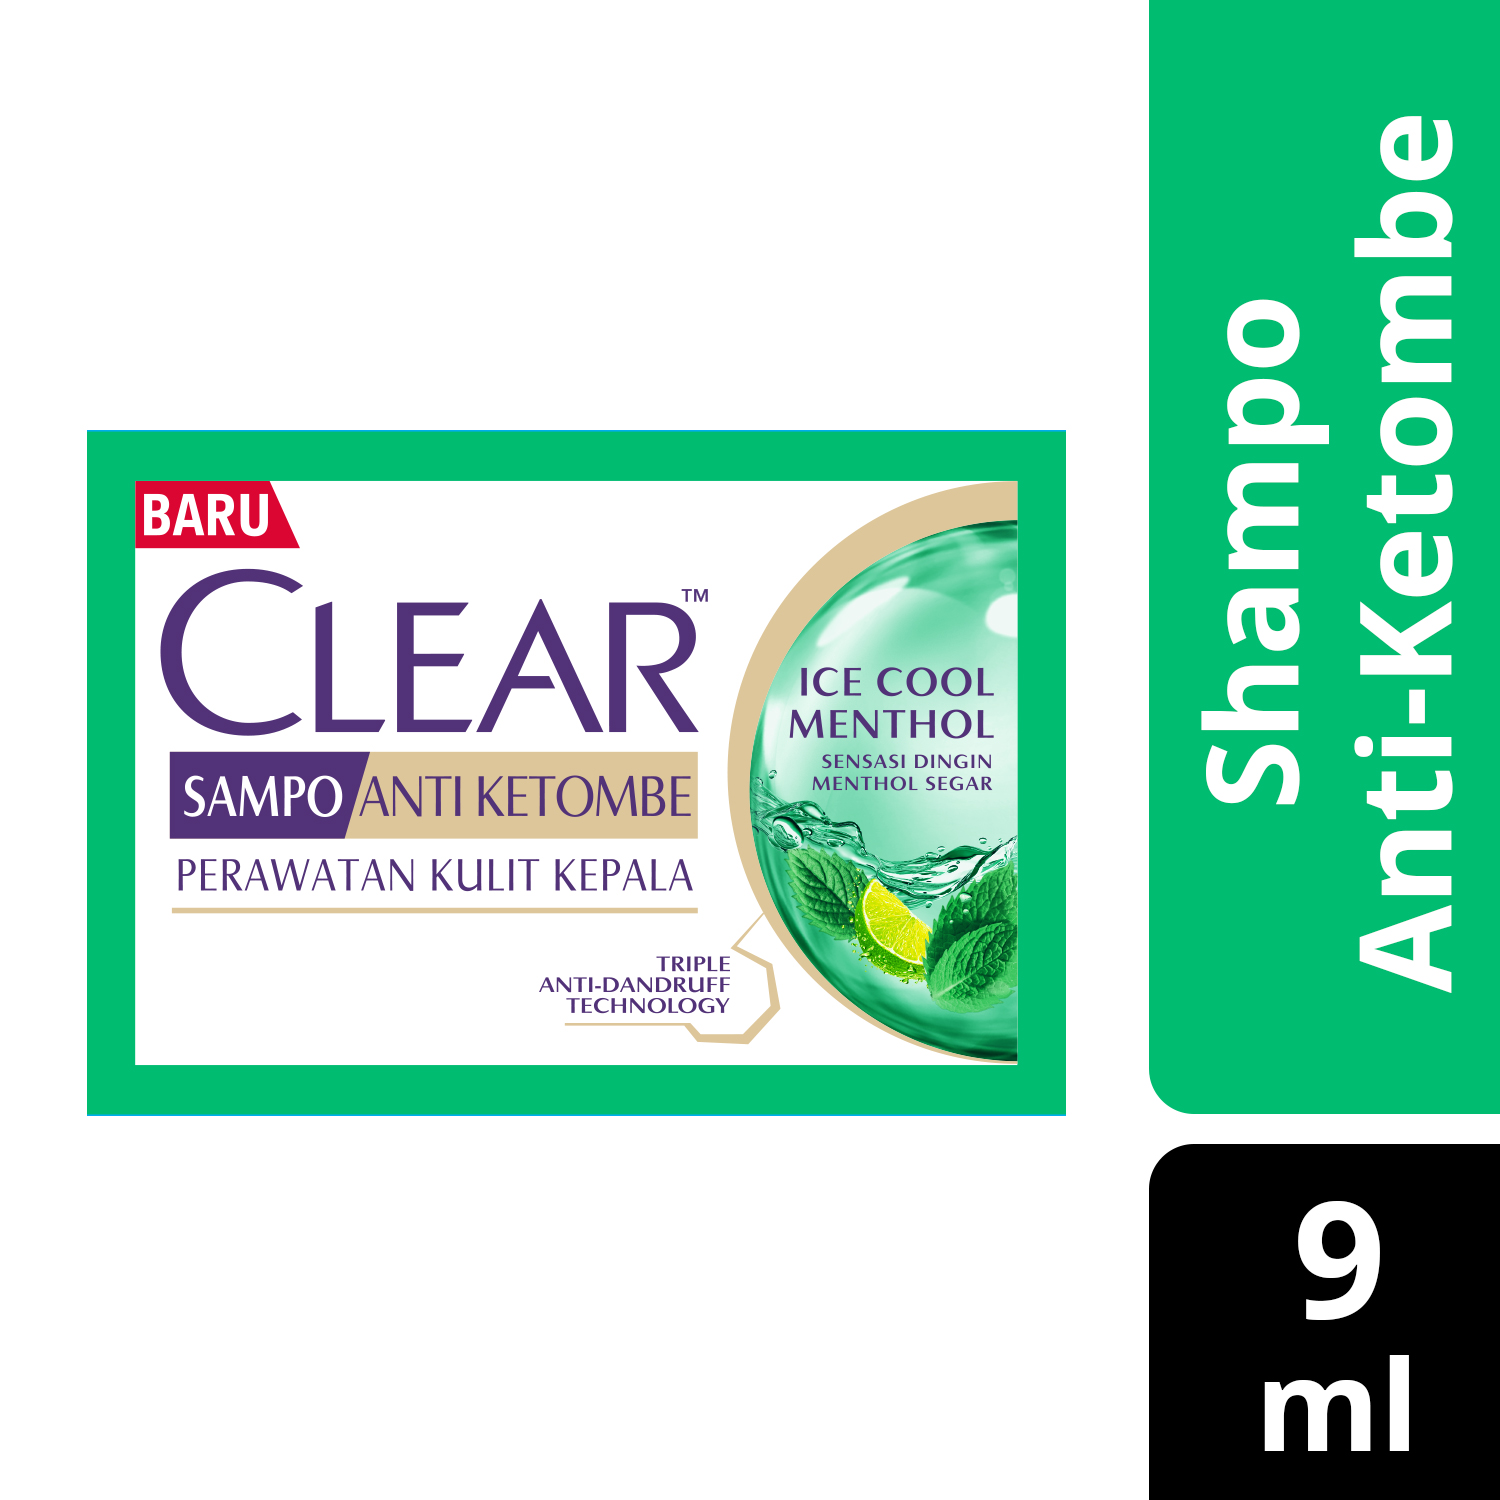 BARU
CLEAR™
SAMPO ANTI KETOMBE
PERAWATAN KULIT KEPALA
TRIPLE
ANTI-DANDRUFF
TECHNOLOGY
ICE COOL
MENTHOL
SENSASI DINGIN
MENTHOL SEGAR
Shampo
Anti-Ketombe
9
ml